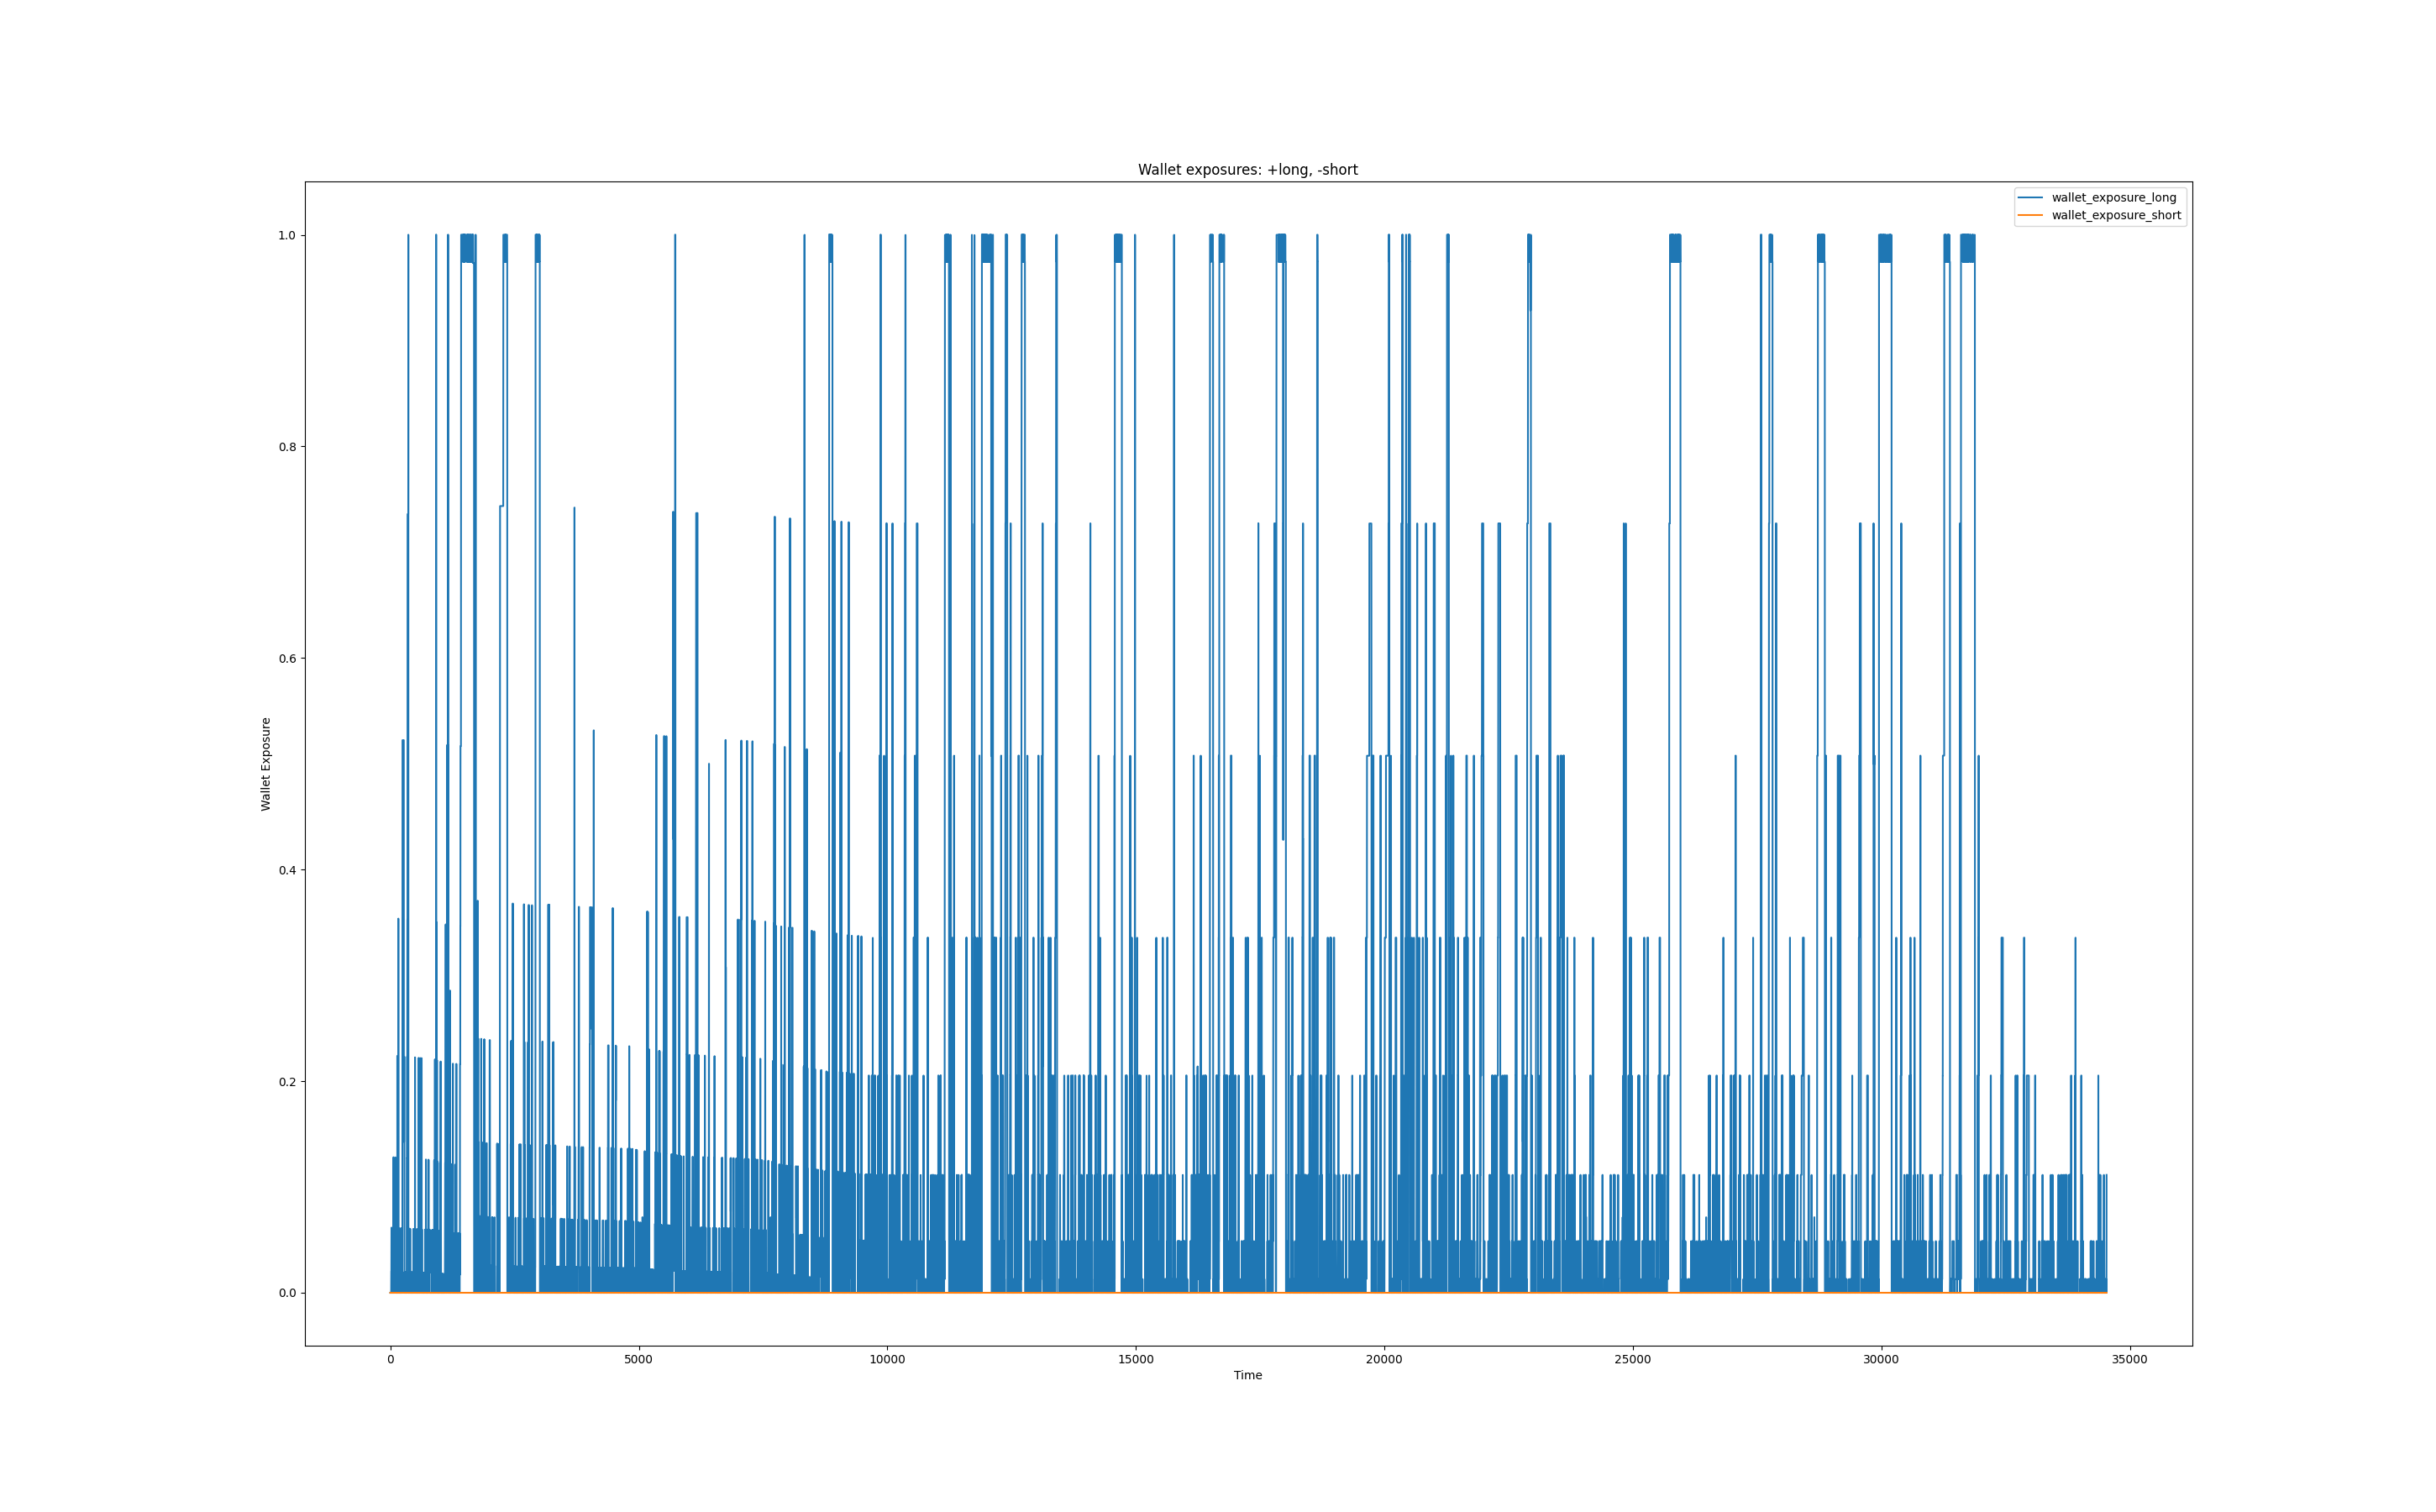 Wallet exposures: +long, -short
wallet_exposure_long
wallet_exposure_short
1.0
0.8
0.6
0.4
0.2
0.0
Wallet Exposure
0 5000 10000 15000 20000 25000 30000 35000
Time